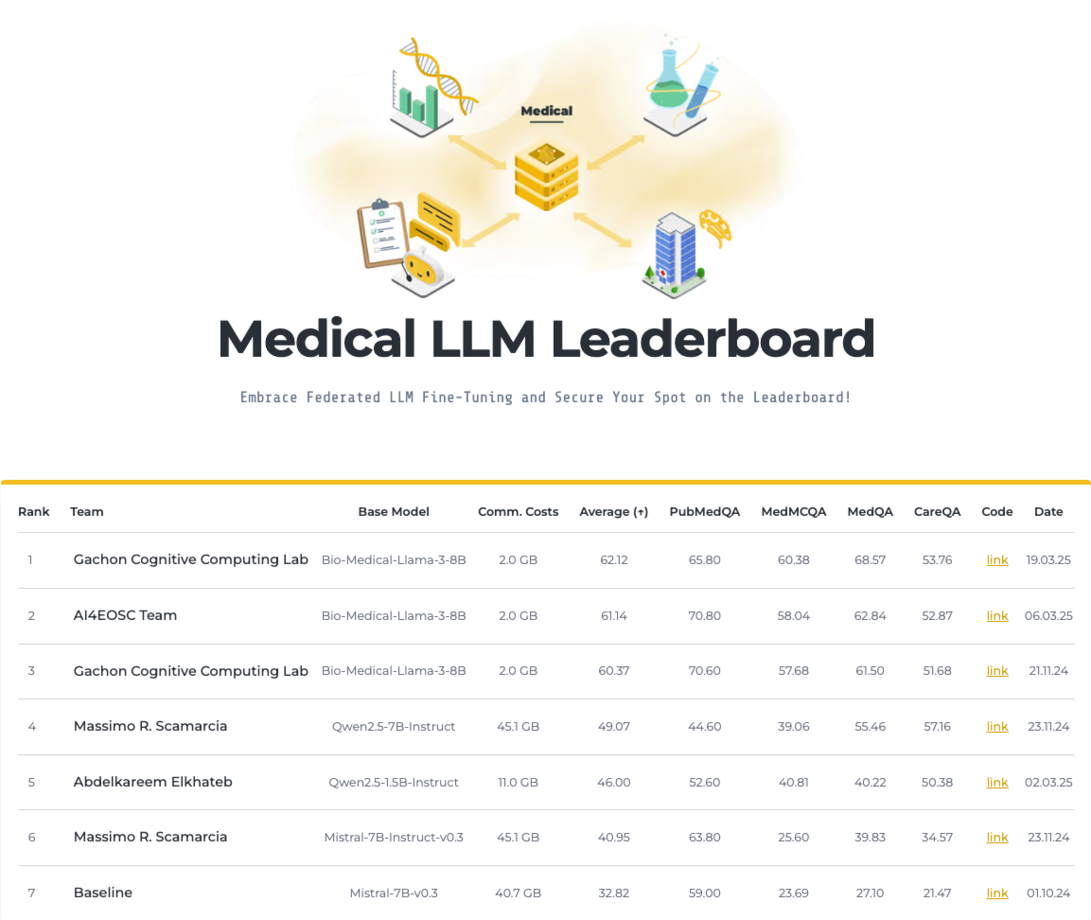 Medical
Medical LLM Leaderboard
Embrace Federated LLM Fine-Tuning and Secure Your Spot on the Leaderboard!
Rank Team Base Model Comm. Costs Average (↑) PubMedQA MedMCQA MedQA CareQA Code Date
1 Gachon Cognitive Computing Lab Bio-Medical-Llama-3-8B 2.0 GB 62.12 65.80 60.38 68.57 53.76 link 19.03.25
2 AI4EOSC Team Bio-Medical-Llama-3-8B 2.0 GB 61.14 70.80 58.04 62.84 52.87 link 06.03.25
3 Gachon Cognitive Computing Lab Bio-Medical-Llama-3-8B 2.0 GB 60.37 70.60 57.68 61.50 51.68 link 21.11.24
4 Massimo R. Scamarcia Qwen2.5-7B-Instruct 45.1 GB 49.07 44.60 39.06 55.46 57.16 link 23.11.24
5 Abdelkareem Elkhateb Qwen2.5-1.5B-Instruct 11.0 GB 46.00 52.60 40.81 40.22 50.38 link 02.03.25
6 Massimo R. Scamarcia Mistral-7B-Instruct-v0.3 45.1 GB 40.95 63.80 25.60 39.83 34.57 link 23.11.24
7 Baseline Mistral-7B-v0.3 40.7 GB 32.82 59.00 23.69 27.10 21.47 link 01.10.24